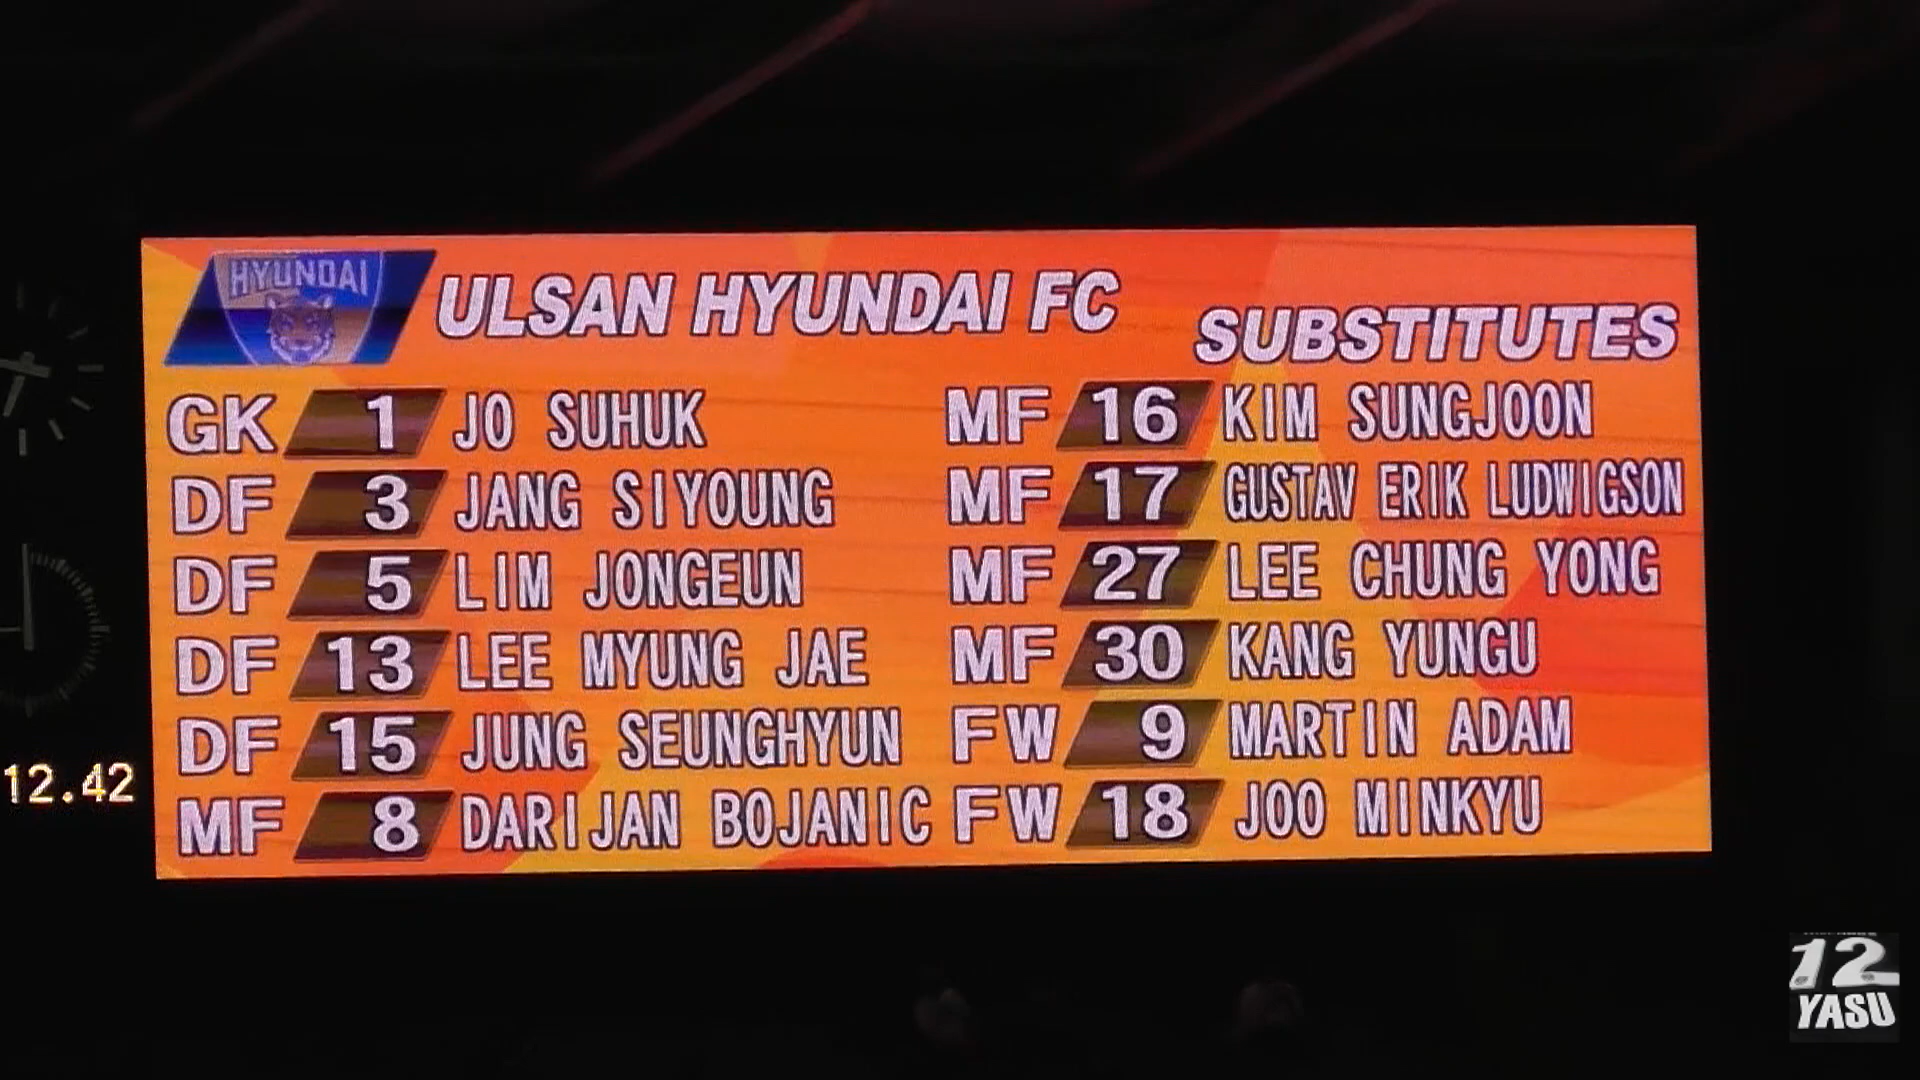 HYUNDAI
ULSAN HYUNDAI FC
SUBSTITUTES
GK 1 JO SUHUK
DF 3 JANG SIYOUNG
DF 5 LIM JONGEUN
DF 13 LEE MYUNG JAE
DF 15 JUNG SEUNGHYUN
MF 8 DARIJAN BOJANIC
MF 16 KIM SUNGJOON
MF 17 GUSTAV ERIK LUDWIGSON
MF 27 LEE CHUNG YONG
MF 30 KANG YUNGU
FW 9 MARTIN ADAM
FW 18 JOO MINKYU
12.42
12
YASU